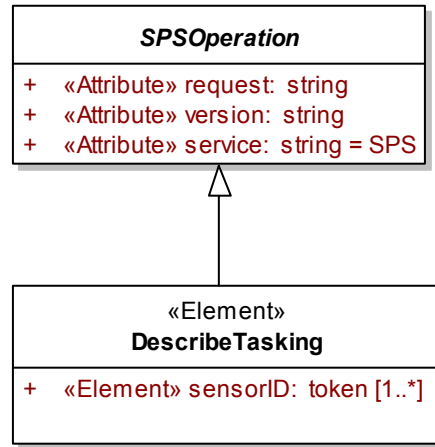 SPSOperation
+ «Attribute» request: string
+ «Attribute» version: string
+ «Attribute» service: string = SPS
«Element»
DescribeTasking
+ «Element» sensorID: token [1..*]